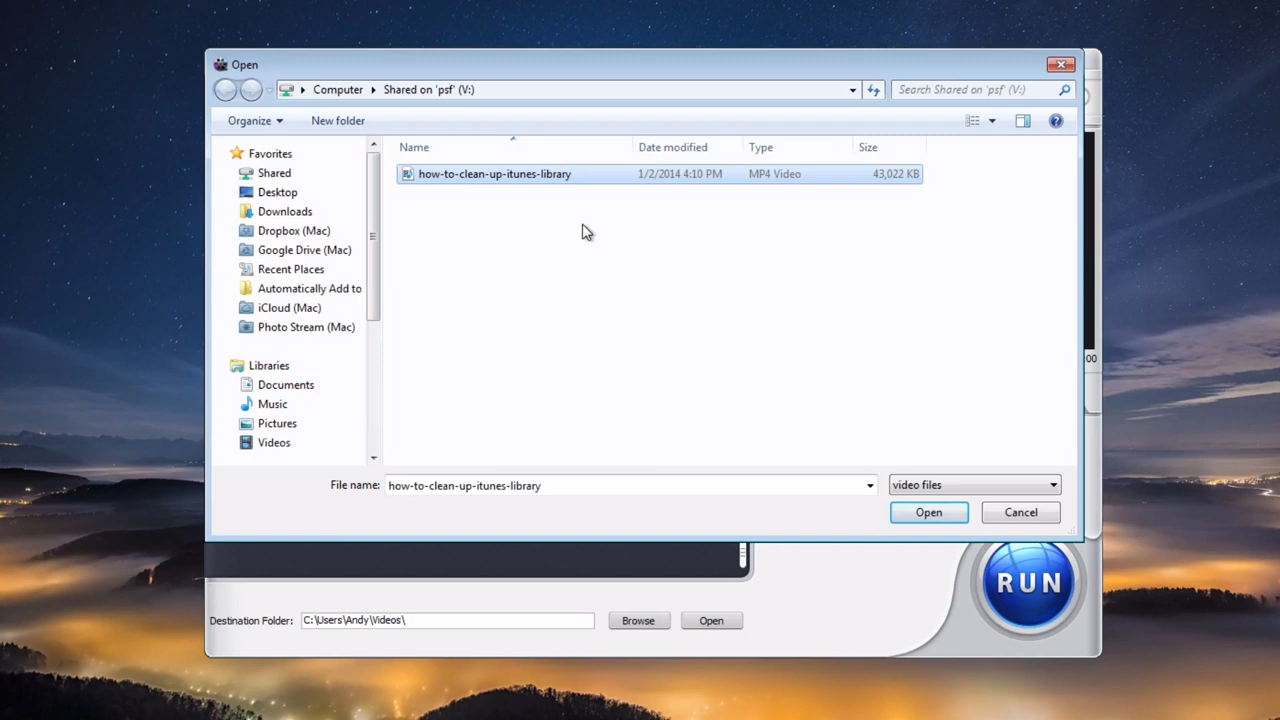 Open
Computer Shared on 'psf' (V:) Search Shared on 'psf' (V:)
Organize New folder
Name Date modified Type Size
how-to-clean-up-itunes-library 1/2/2014 4:10 PM MP4 Video 43,022 KB
Favorites
Shared
Desktop
Downloads
Dropbox (Mac)
Google Drive (Mac)
Recent Places
Automatically Add to
iCloud (Mac)
Photo Stream (Mac)
Libraries
Documents
Music
Pictures
Videos
:00
File name: how-to-clean-up-itunes-library video files
Open Cancel
RUN
Destination Folder: C:\Users\Andy\Videos\ Browse Open